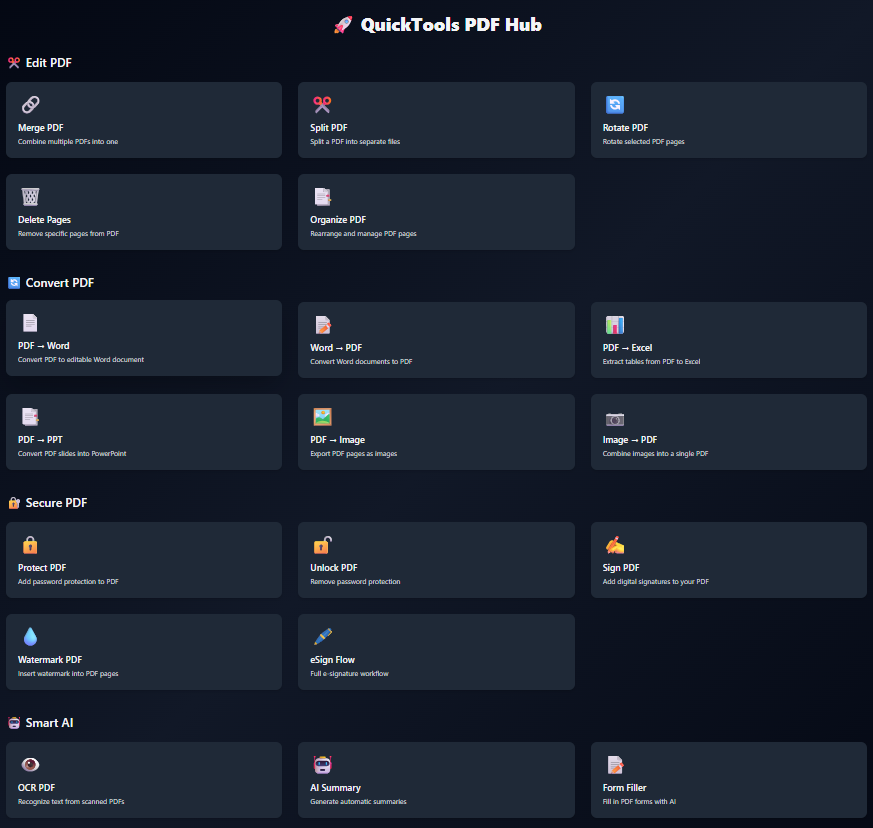 QuickTools PDF Hub
Edit PDF
Merge PDF
Combine multiple PDFs into one
Split PDF
Split a PDF into separate files
Rotate PDF
Rotate selected PDF pages
Delete Pages
Remove specific pages from PDF
Organize PDF
Rearrange and manage PDF pages
Convert PDF
PDF → Word
Convert PDF to editable Word document
Word → PDF
Convert Word documents to PDF
PDF → Excel
Extract tables from PDF to Excel
PDF → PPT
Convert PDF slides into PowerPoint
PDF → Image
Export PDF pages as images
Image → PDF
Combine images into a single PDF
Secure PDF
Protect PDF
Add password protection to PDF
Unlock PDF
Remove password protection
Sign PDF
Add digital signatures to your PDF
Watermark PDF
Insert watermark into PDF pages
eSign Flow
Full e-signature workflow
Smart AI
OCR PDF
Recognize text from scanned PDFs
AI Summary
Generate automatic summaries
Form Filler
Fill in PDF forms with AI